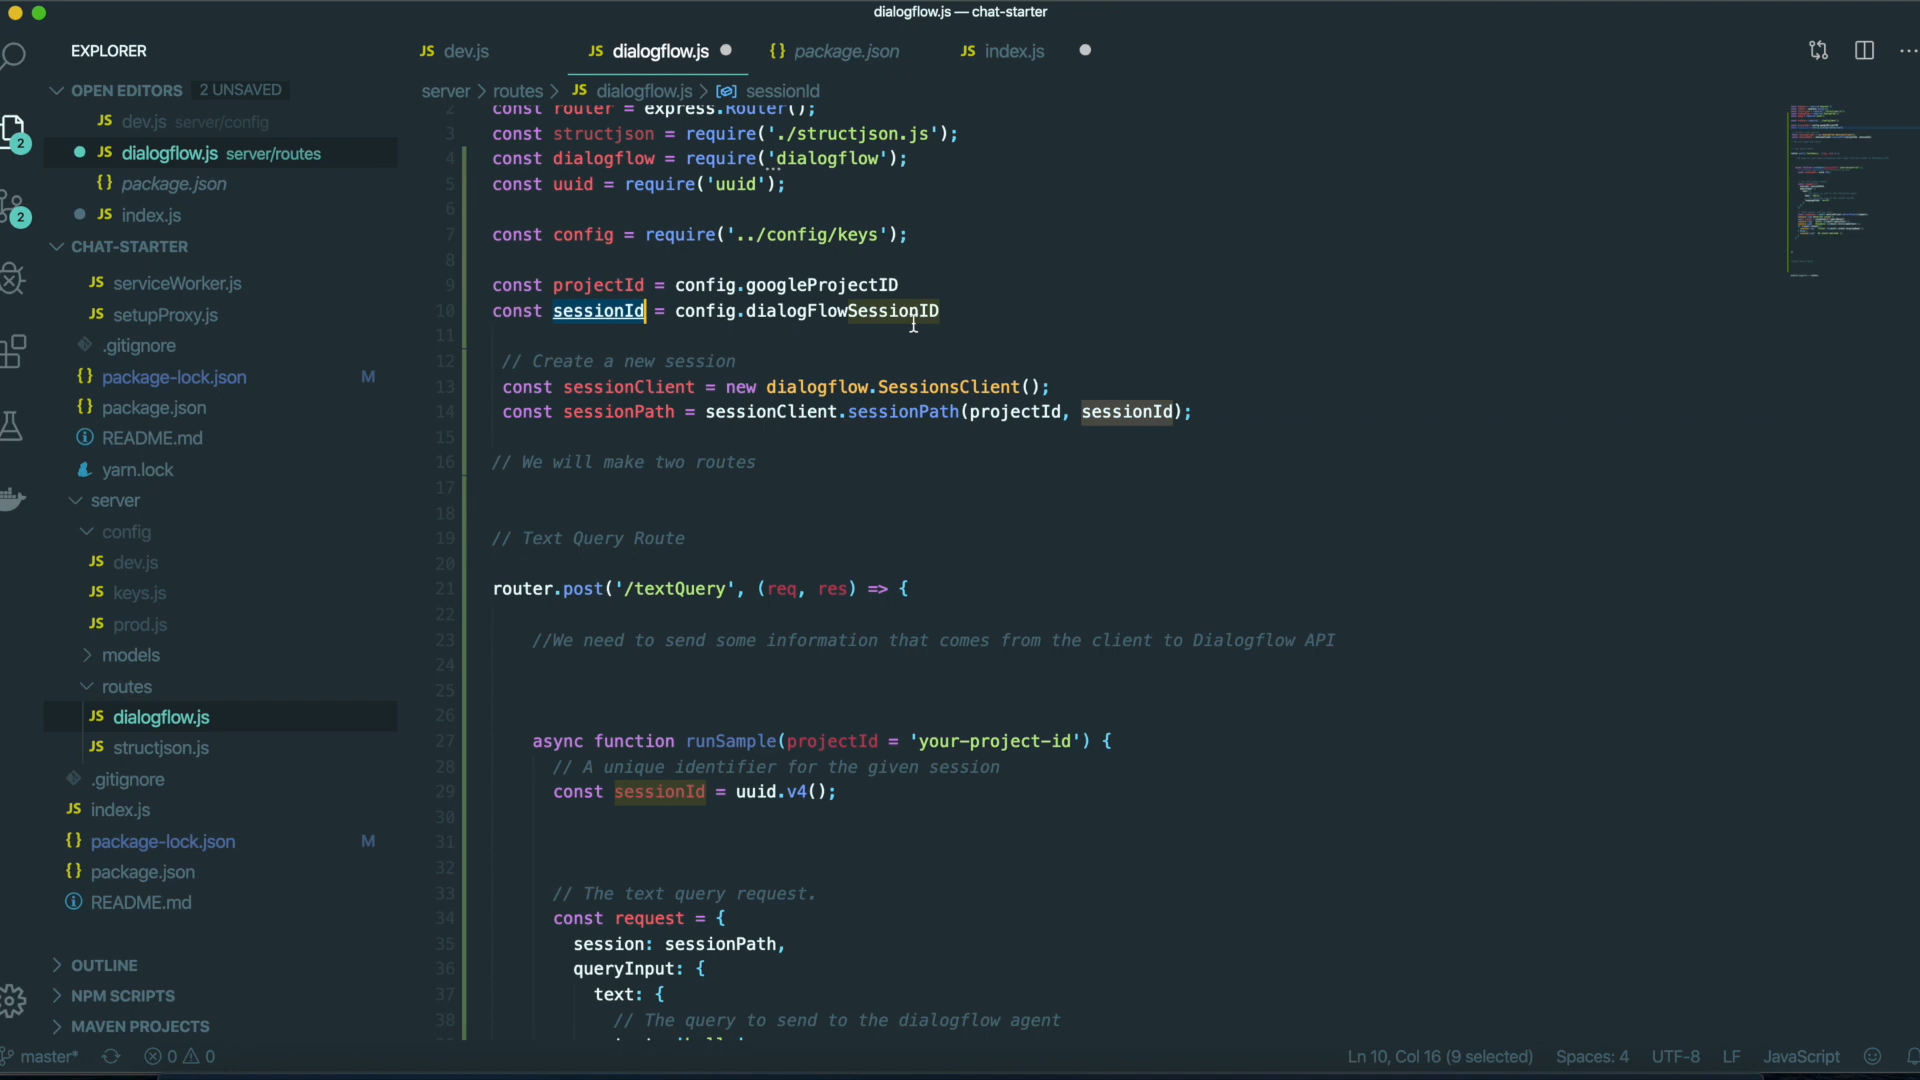 dialogflow.js — chat-starter
EXPLORER
OPEN EDITORS 2 UNSAVED
JS dev.js server/config
JS dialogflow.js server/routes
{} package.json
JS index.js
CHAT-STARTER
JS serviceWorker.js
JS setupProxy.js
.gitignore
{} package-lock.json M
{} package.json
README.md
yarn.lock
server
config
JS dev.js
JS keys.js
JS prod.js
models
routes
JS dialogflow.js
JS structjson.js
.gitignore
JS index.js
{} package-lock.json M
{} package.json
README.md
OUTLINE
NPM SCRIPTS
MAVEN PROJECTS
2
2
JS dev.js
JS dialogflow.js
{} package.json
JS index.js
server > routes > JS dialogflow.js > sessionId
2 const router = express.Router();
3 const structjson = require('./structjson.js');
4 const dialogflow = require('dialogflow');
5 const uuid = require('uuid');
6
7 const config = require('../config/keys');
8
9 const projectId = config.googleProjectID
10 const sessionId = config.dialogFlowSessionID
11
12 // Create a new session
13 const sessionClient = new dialogflow.SessionsClient();
14 const sessionPath = sessionClient.sessionPath(projectId, sessionId);
15
16 // We will make two routes
17
18
19 // Text Query Route
20
21 router.post('/textQuery', (req, res) => {
22
23 //We need to send some information that comes from the client to Dialogflow API
24
25
26
27 async function runSample(projectId = 'your-project-id') {
28 // A unique identifier for the given session
29 const sessionId = uuid.v4();
30
31
32
33 // The text query request.
34 const request = {
35 session: sessionPath,
36 queryInput: {
37 text: {
38 // The query to send to the dialogflow agent
master* 0 0
Ln 10, Col 16 (9 selected) Spaces: 4 UTF-8 LF JavaScript